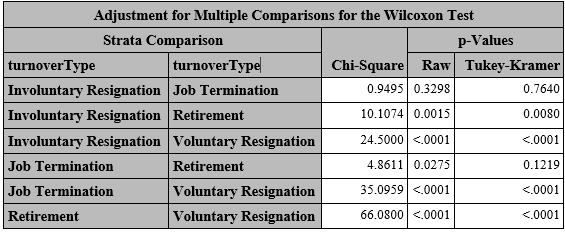 Adjustment for Multiple Comparisons for the Wilcoxon Test
Strata Comparison p-Values
turnoverType turnoverType Chi-Square Raw Tukey-Kramer
Involuntary Resignation Job Termination 0.9495 0.3298 0.7640
Involuntary Resignation Retirement 10.1074 0.0015 0.0080
Involuntary Resignation Voluntary Resignation 24.5000 <.0001 <.0001
Job Termination Retirement 4.8611 0.0275 0.1219
Job Termination Voluntary Resignation 35.0959 <.0001 <.0001
Retirement Voluntary Resignation 66.0800 <.0001 <.0001